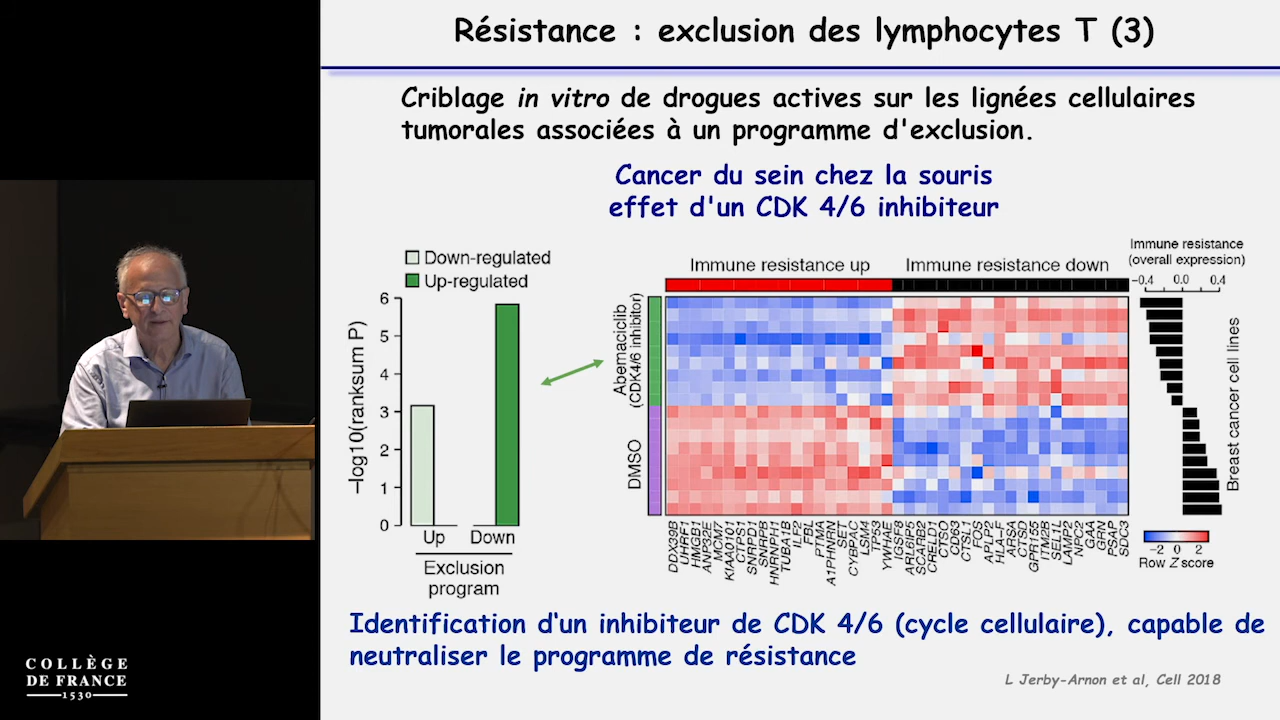 Résistance : exclusion des lymphocytes T (3)
Criblage in vitro de drogues actives sur les lignées cellulaires
tumorales associées à un programme d'exclusion.
Cancer du sein chez la souris
effet d'un CDK 4/6 inhibiteur
Down-regulated
Up-regulated
–log10(ranksum P)
6
5
4
3
2
1
0
Up
Down
Exclusion
program
Immune resistance up
Immune resistance down
Abemaciclib
(CDK4/6 inhibitor)
DMSO
DDX39B
UHRF1
HMGB1
ANP32E
MCM7
KIAA0101
CTPS1
SNRPD1
SNRPB
HNRNPH1
TUBA1B
ILF2
FBL
PTMA
SET
LSM4
TP53
YWHAE
IGSF8
ARL6IP5
SCARB2
CRELD1
CTSO
CD63
CTSL1
FOS
APLP2
HLA–F
ARSA
CTSD
GPR155
ITM2B
SEL1L
LAMP2
NPC2
GAA
GRN
PSAP
SDC3
Immune resistance
(overall expression)
−0.4
0.0
0.4
Breast cancer cell lines
−2
0
2
Row Z score
Identification d'un inhibiteur de CDK 4/6 (cycle cellulaire), capable de
neutraliser le programme de résistance
L Jerby-Arnon et al, Cell 2018
COLLÈGE
DE FRANCE
1530